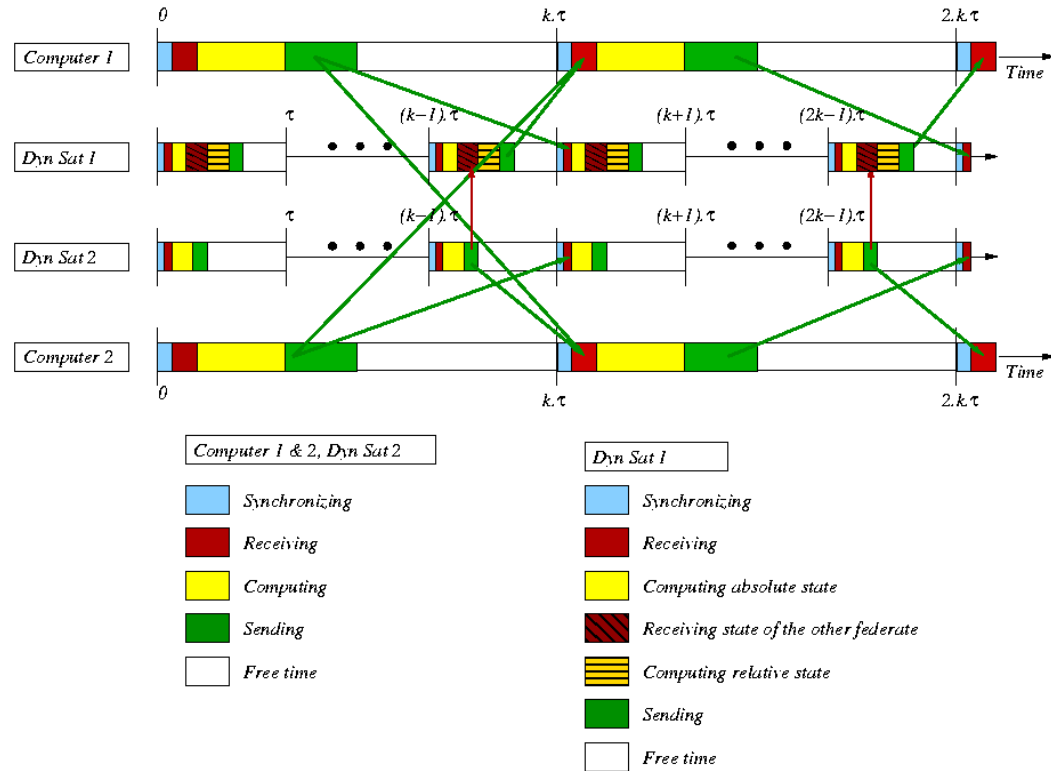 0 k.τ 2.k.τ
Computer 1
Time
τ (k−1).τ (k+1).τ (2k−1).τ
Dyn Sat 1
τ (k−1).τ (k+1).τ (2k−1).τ
Dyn Sat 2
Computer 2
Time
0 k.τ 2.k.τ
Computer 1 & 2, Dyn Sat 2
Synchronizing
Receiving
Computing
Sending
Free time
Dyn Sat 1
Synchronizing
Receiving
Computing absolute state
Receiving state of the other federate
Computing relative state
Sending
Free time